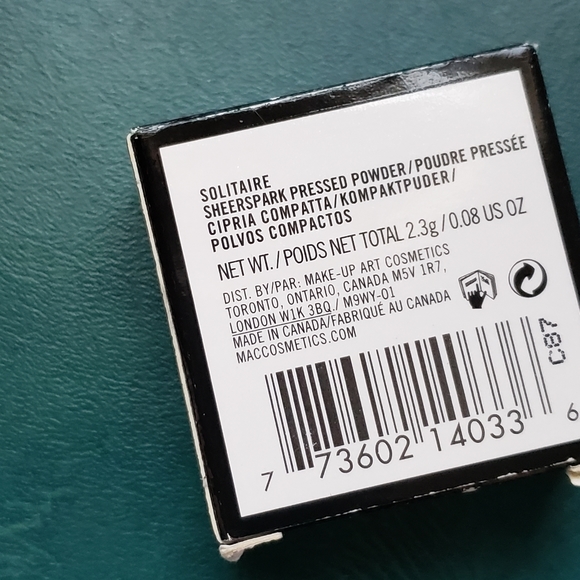 SOLITAIRE
SHEERSPARK PRESSED POWDER/POUDRE PRESSÉE
CIPRIA COMPATTA/KOMPAKTPUDER/
POLVOS COMPACTOS
NET WT./POIDS NET TOTAL 2.3g/0.08 US OZ
DIST. BY/PAR: MAKE-UP ART COSMETICS
TORONTO, ONTARIO, CANADA M5V 1R7,
LONDON W1K 3BQ./M9WY-01
MADE IN CANADA/FABRIQUÉ AU CANADA
MACCOSMETICS.COM
C87
7 73602 14033 6